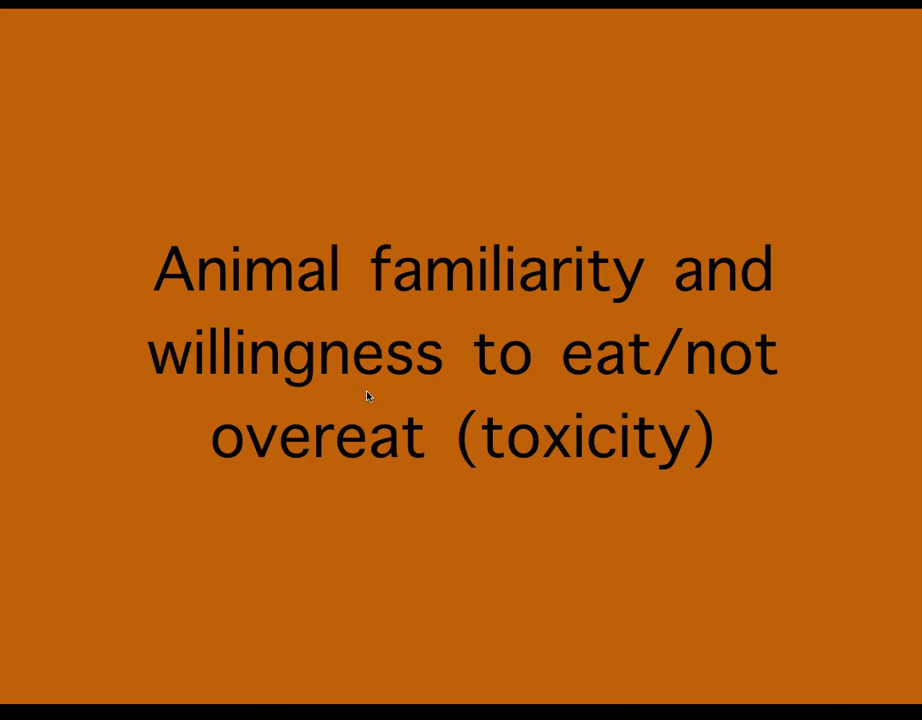 Animal familiarity and
willingness to eat/not
overeat (toxicity)